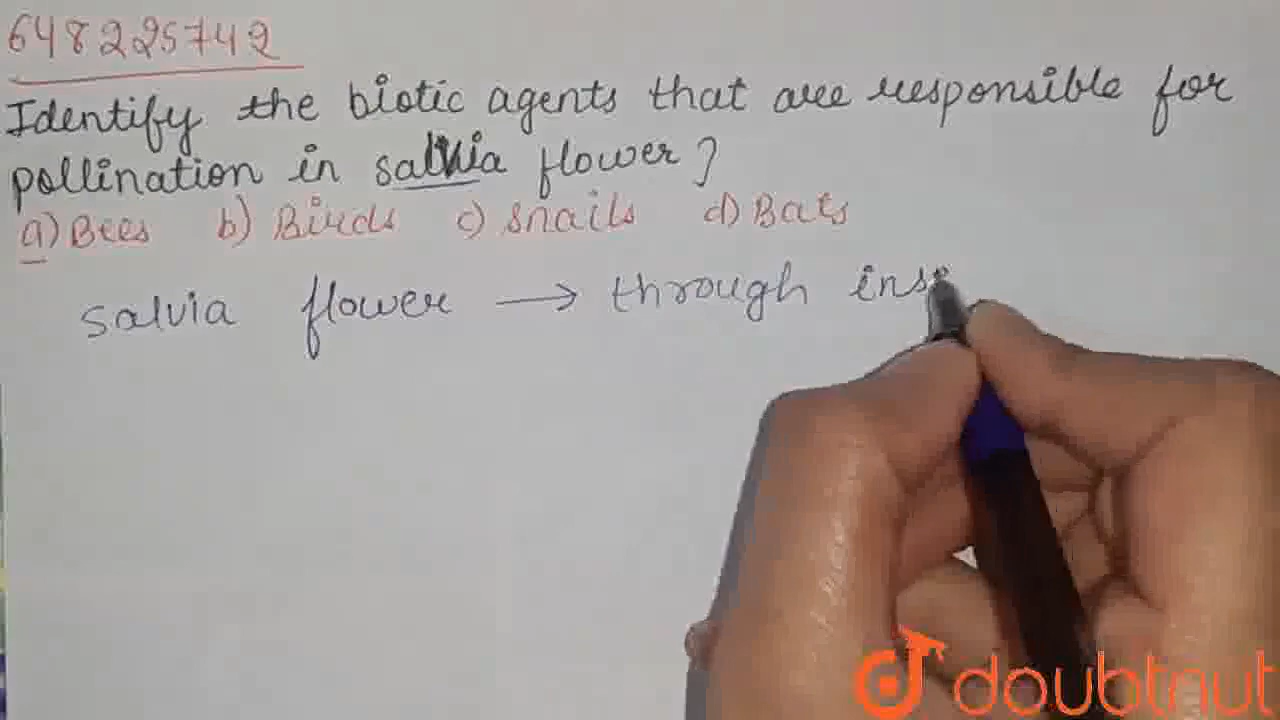 648225742
Identify the biotic agents that are responsible for
pollination in salvia flower?
a) Bees b) Birds c) Snails d) Bats
salvia flower → through inse
doubtnut